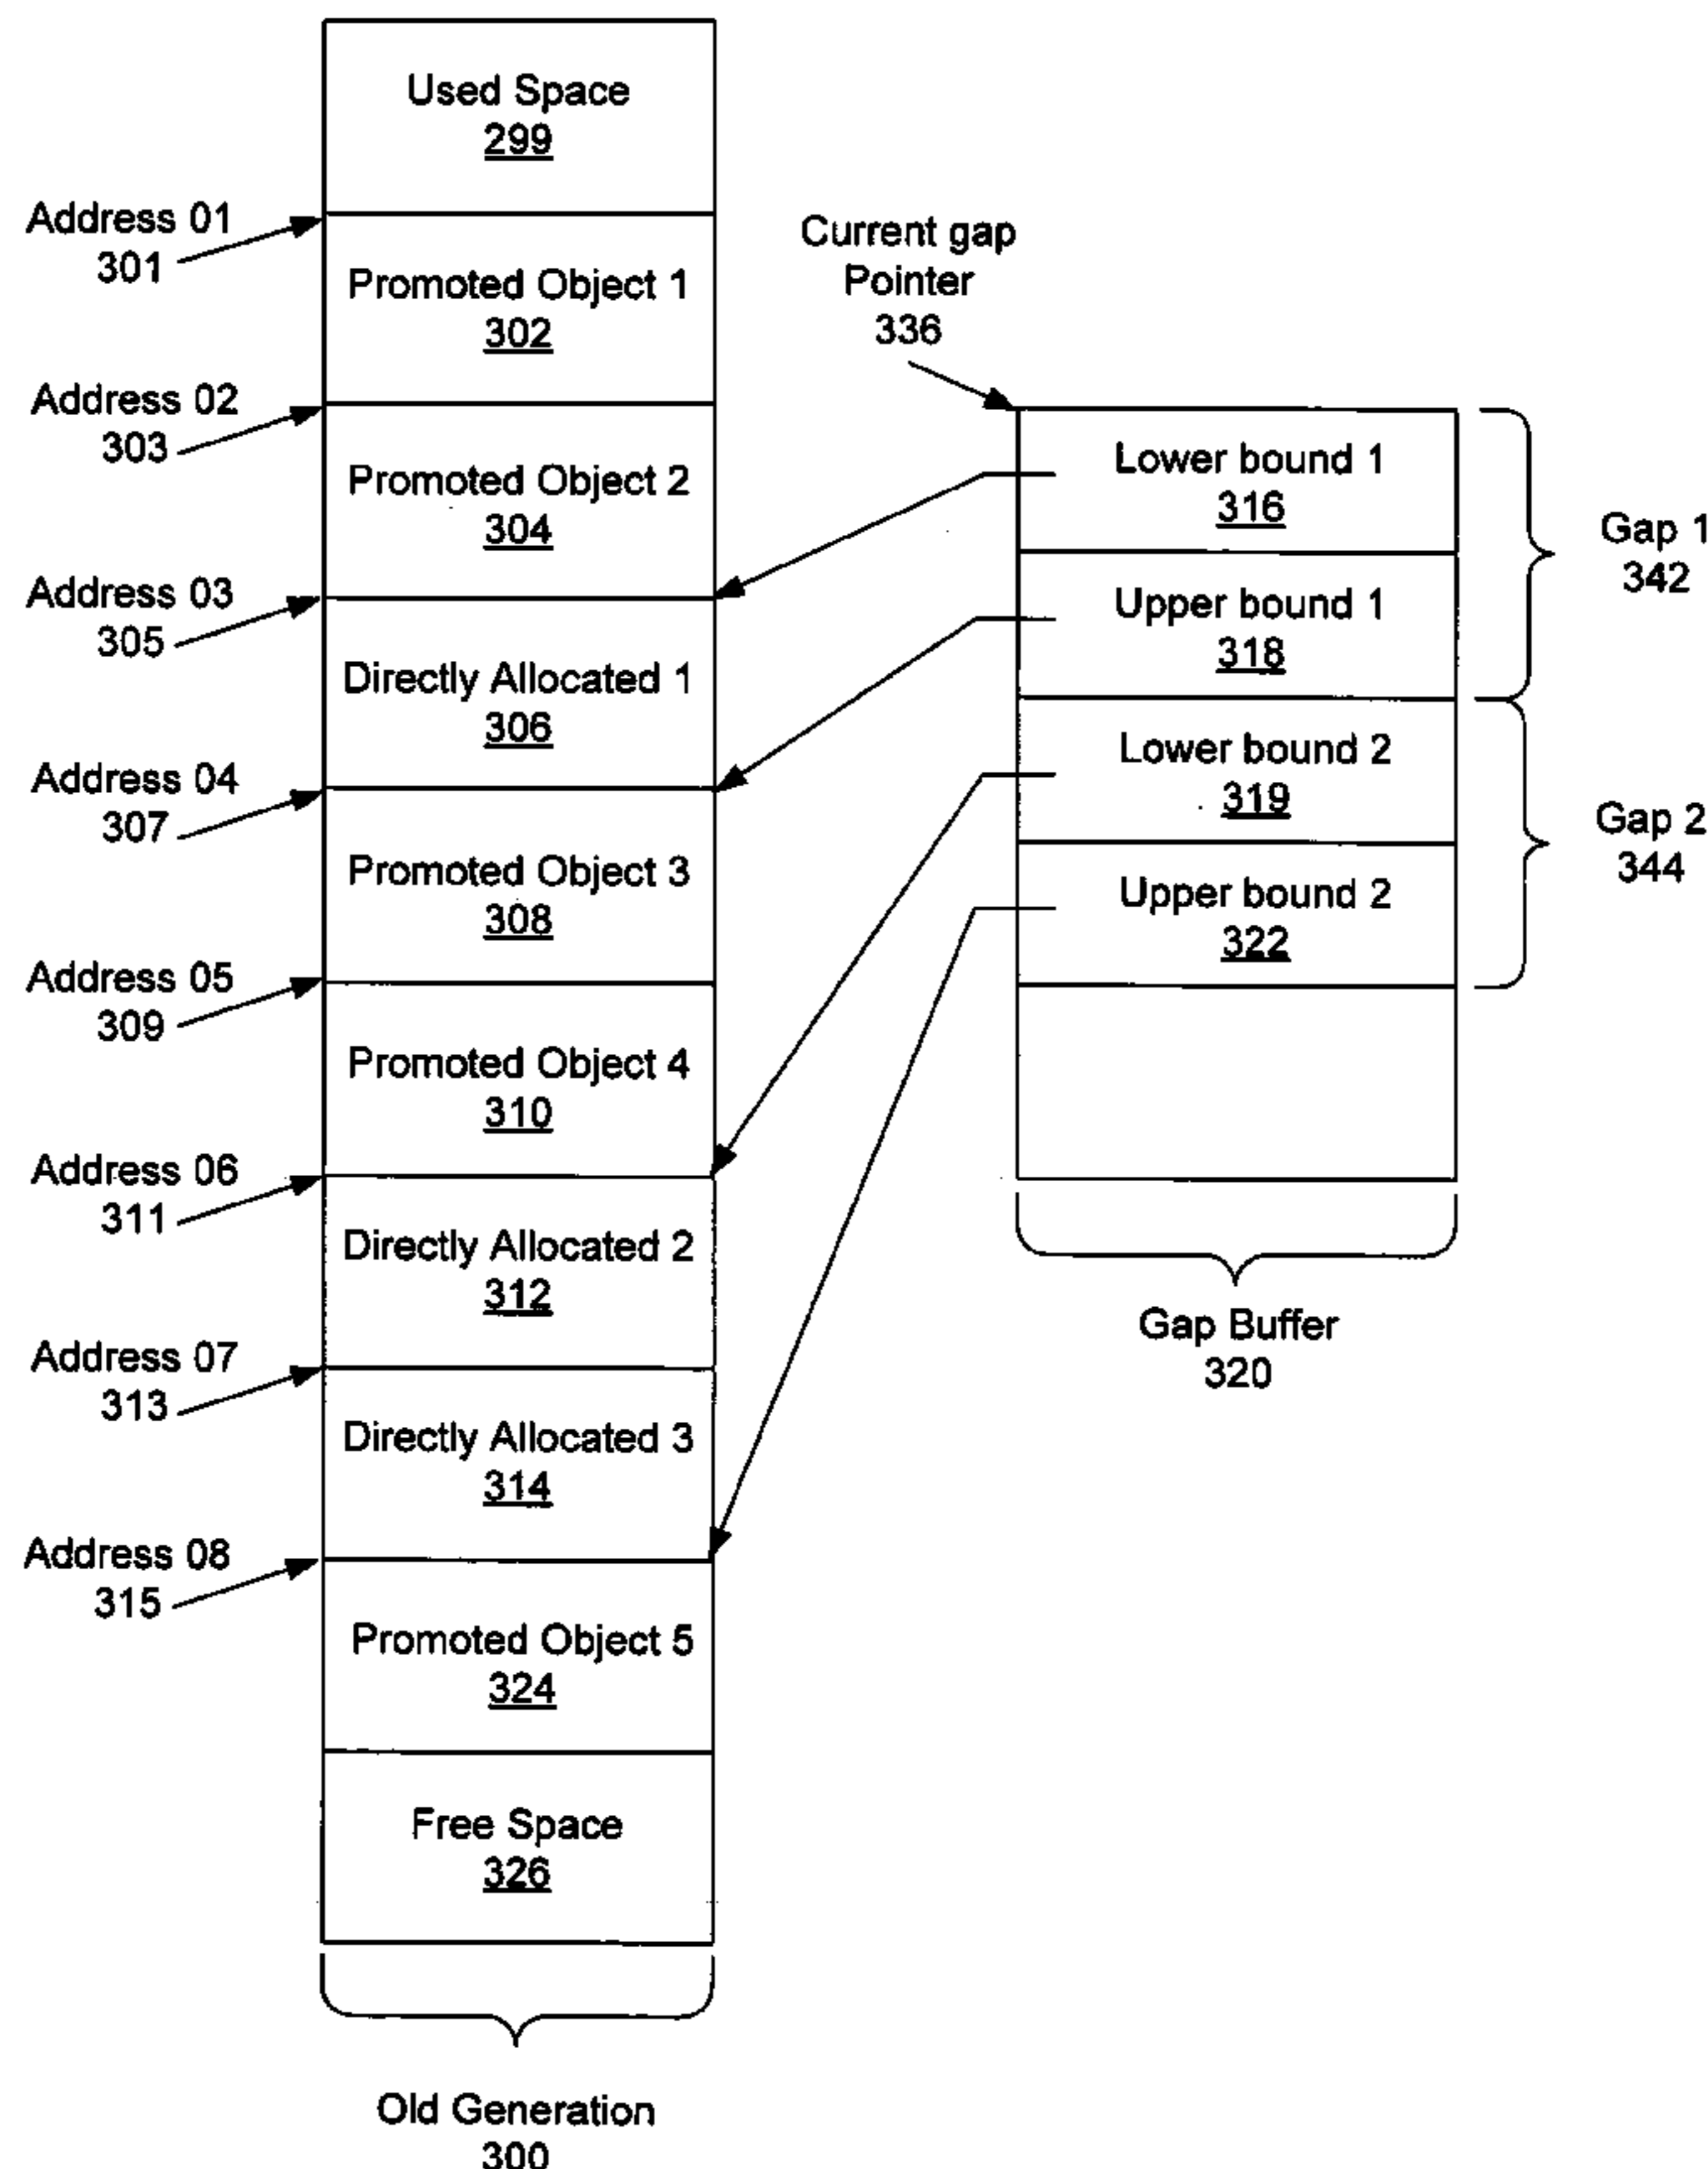 Used Space
299
Address 01
301
Promoted Object 1
302
Address 02
303
Promoted Object 2
304
Address 03
305
Directly Allocated 1
306
Address 04
307
Promoted Object 3
308
Address 05
309
Promoted Object 4
310
Address 06
311
Directly Allocated 2
312
Address 07
313
Directly Allocated 3
314
Address 08
315
Promoted Object 5
324
Free Space
326
Old Generation
300
Current gap
Pointer
336
Lower bound 1
316
Upper bound 1
318
Gap 1
342
Lower bound 2
319
Upper bound 2
322
Gap 2
344
Gap Buffer
320